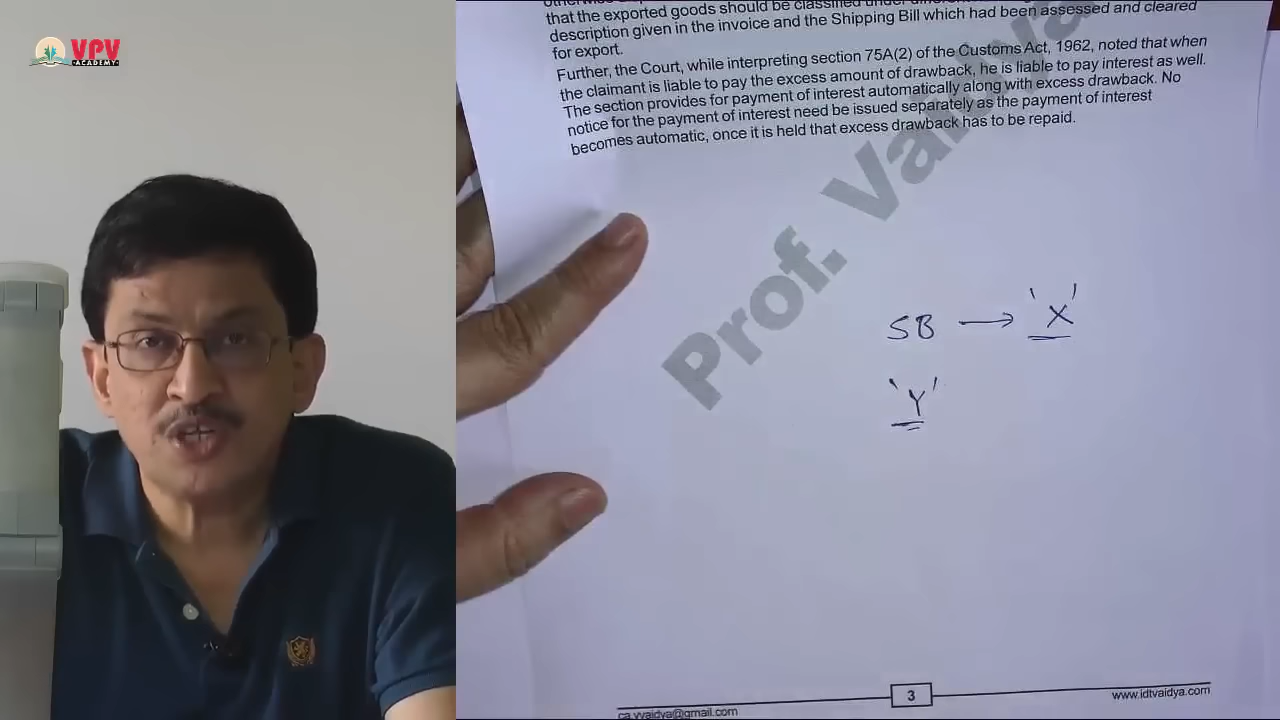 VPV
ACADEMY
that the exported goods should be classified under
description given in the invoice and the Shipping Bill which had been assessed and cleared
for export.
Further, the Court, while interpreting section 75A(2) of the Customs Act, 1962, noted that when
the claimant is liable to pay the excess amount of drawback, he is liable to pay interest as well.
The section provides for payment of interest automatically along with excess drawback. No
notice for the payment of interest need be issued separately as the payment of interest
becomes automatic, once it is held that excess drawback has to be repaid.
Prof. Vaidya
SB → 'X'
'Y'
3
ca.vvaidya@gmail.com
www.idtvaidya.com